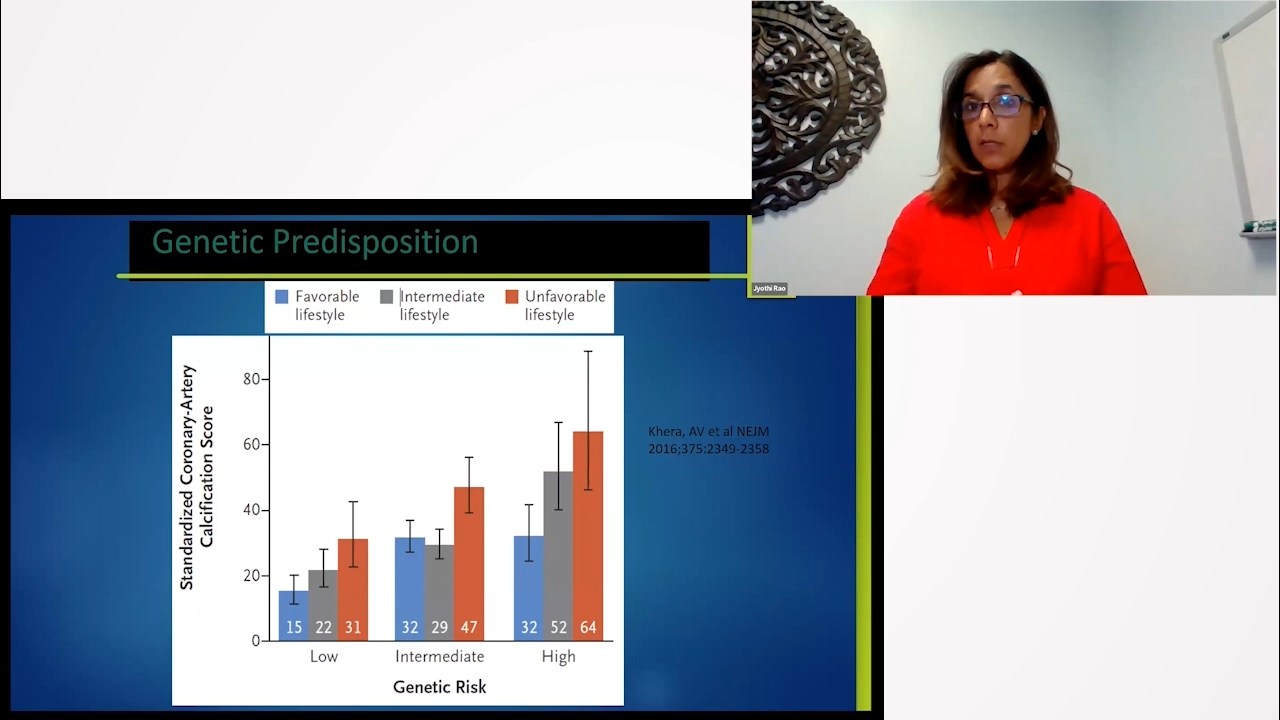 Jyothi Rao
Genetic Predisposition
Favorable
lifestyle
Intermediate
lifestyle
Unfavorable
lifestyle
Standardized Coronary-Artery
Calcification Score
80
60
40
20
0
15 22 31 32 29 47 32 52 64
Low Intermediate High
Genetic Risk
Khera, AV et al NEJM
2016;375:2349-2358